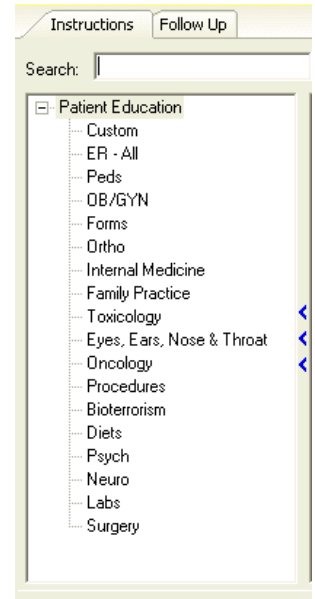 Instructions Follow Up
Search:
Patient Education
Custom
ER - All
Peds
OB/GYN
Forms
Ortho
Internal Medicine
Family Practice
Toxicology
Eyes, Ears, Nose & Throat
Oncology
Procedures
Bioterrorism
Diets
Psych
Neuro
Labs
Surgery